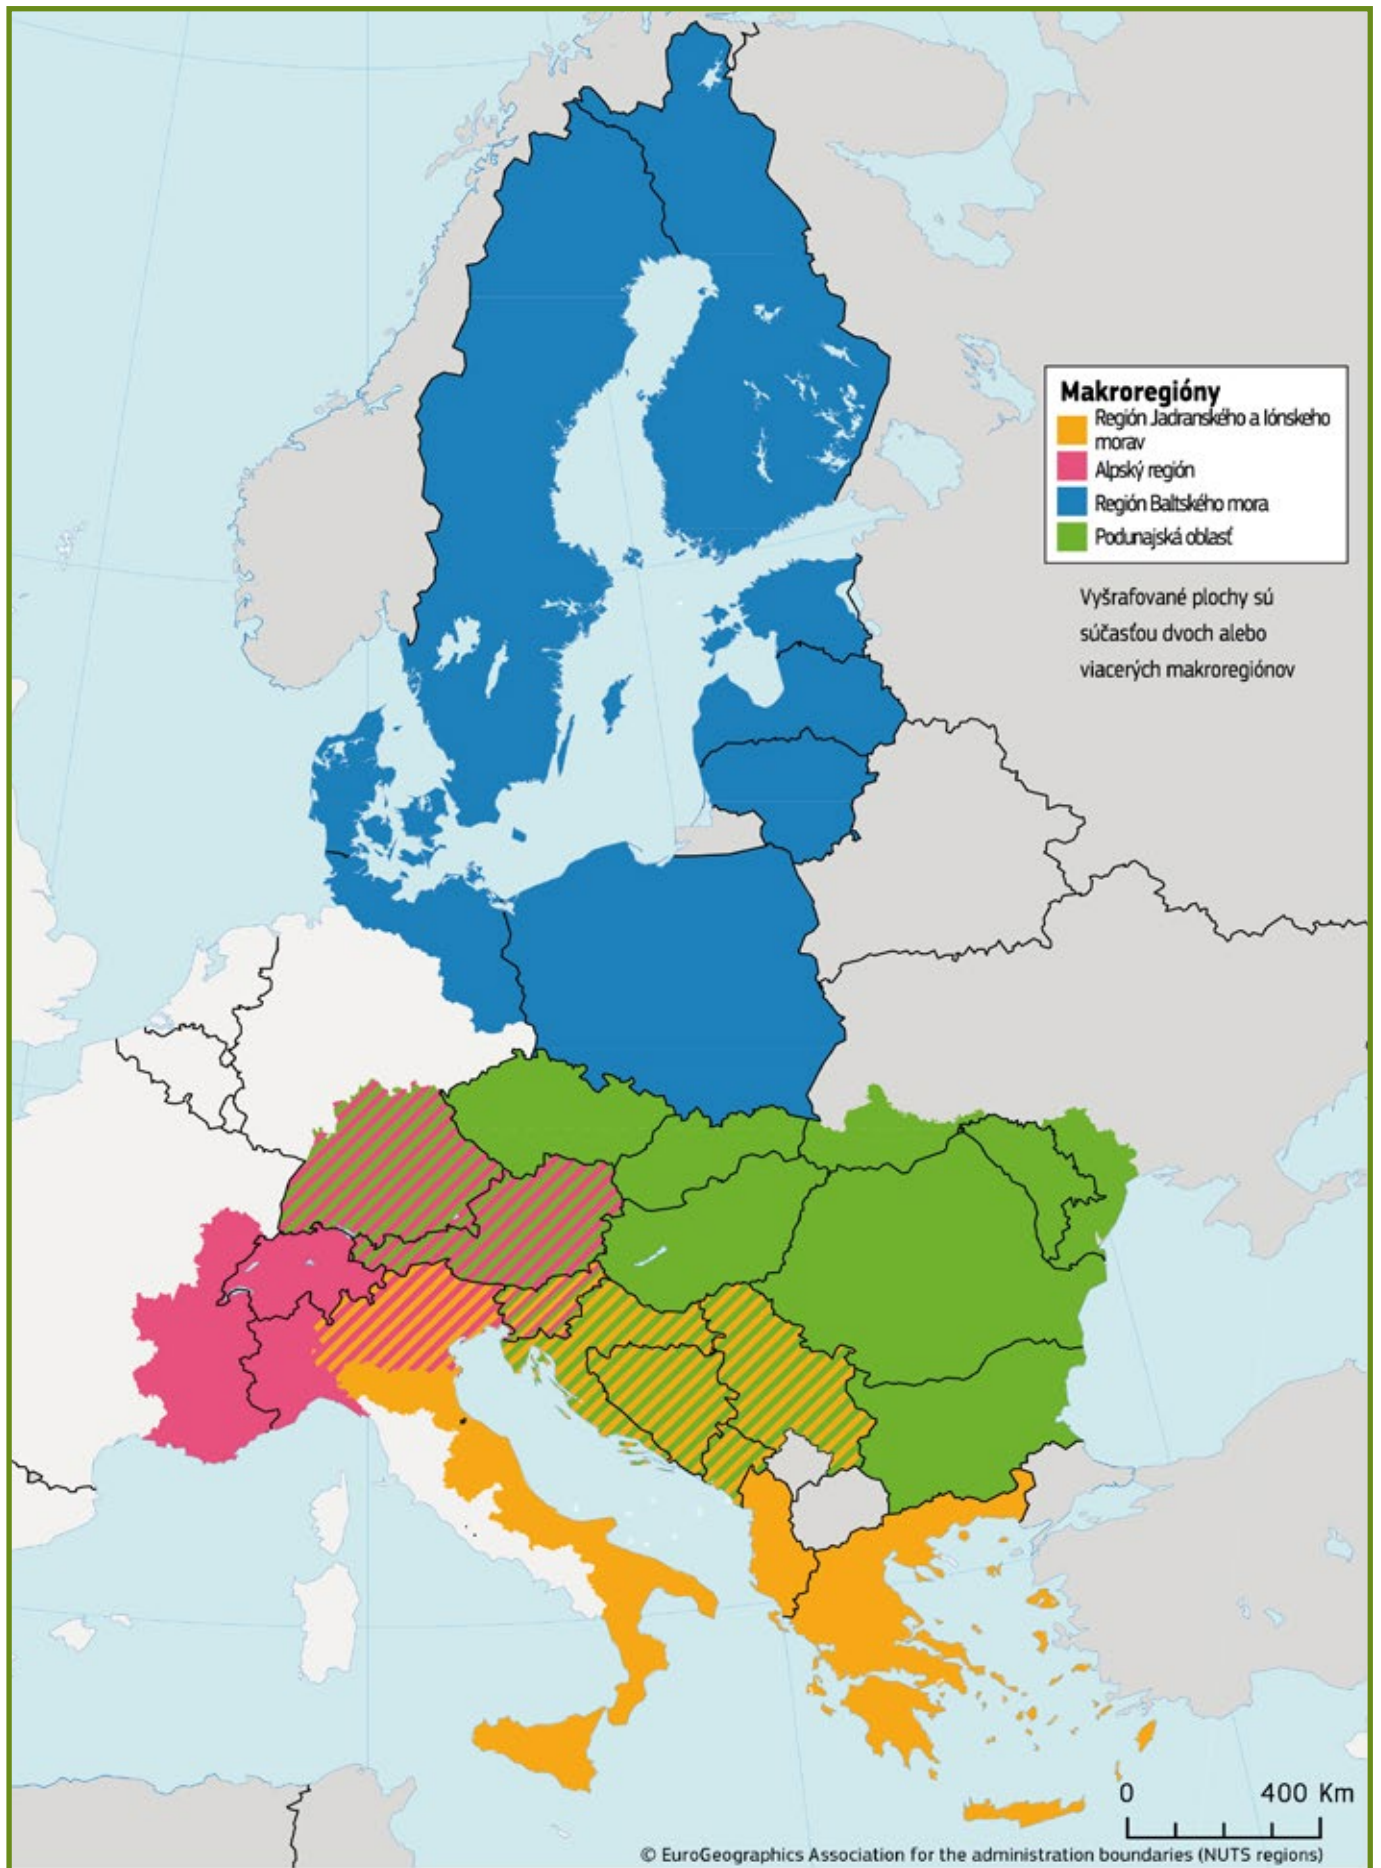 Makroregióny
Región Jadranského a Iónskeho
morav
Alpský región
Región Baltského mora
Podunajská oblasť
Vyšrafované plochy sú
súčasťou dvoch alebo
viacerých makroregiónov
0 400 Km
© EuroGeographics Association for the administration boundaries (NUTS regions)